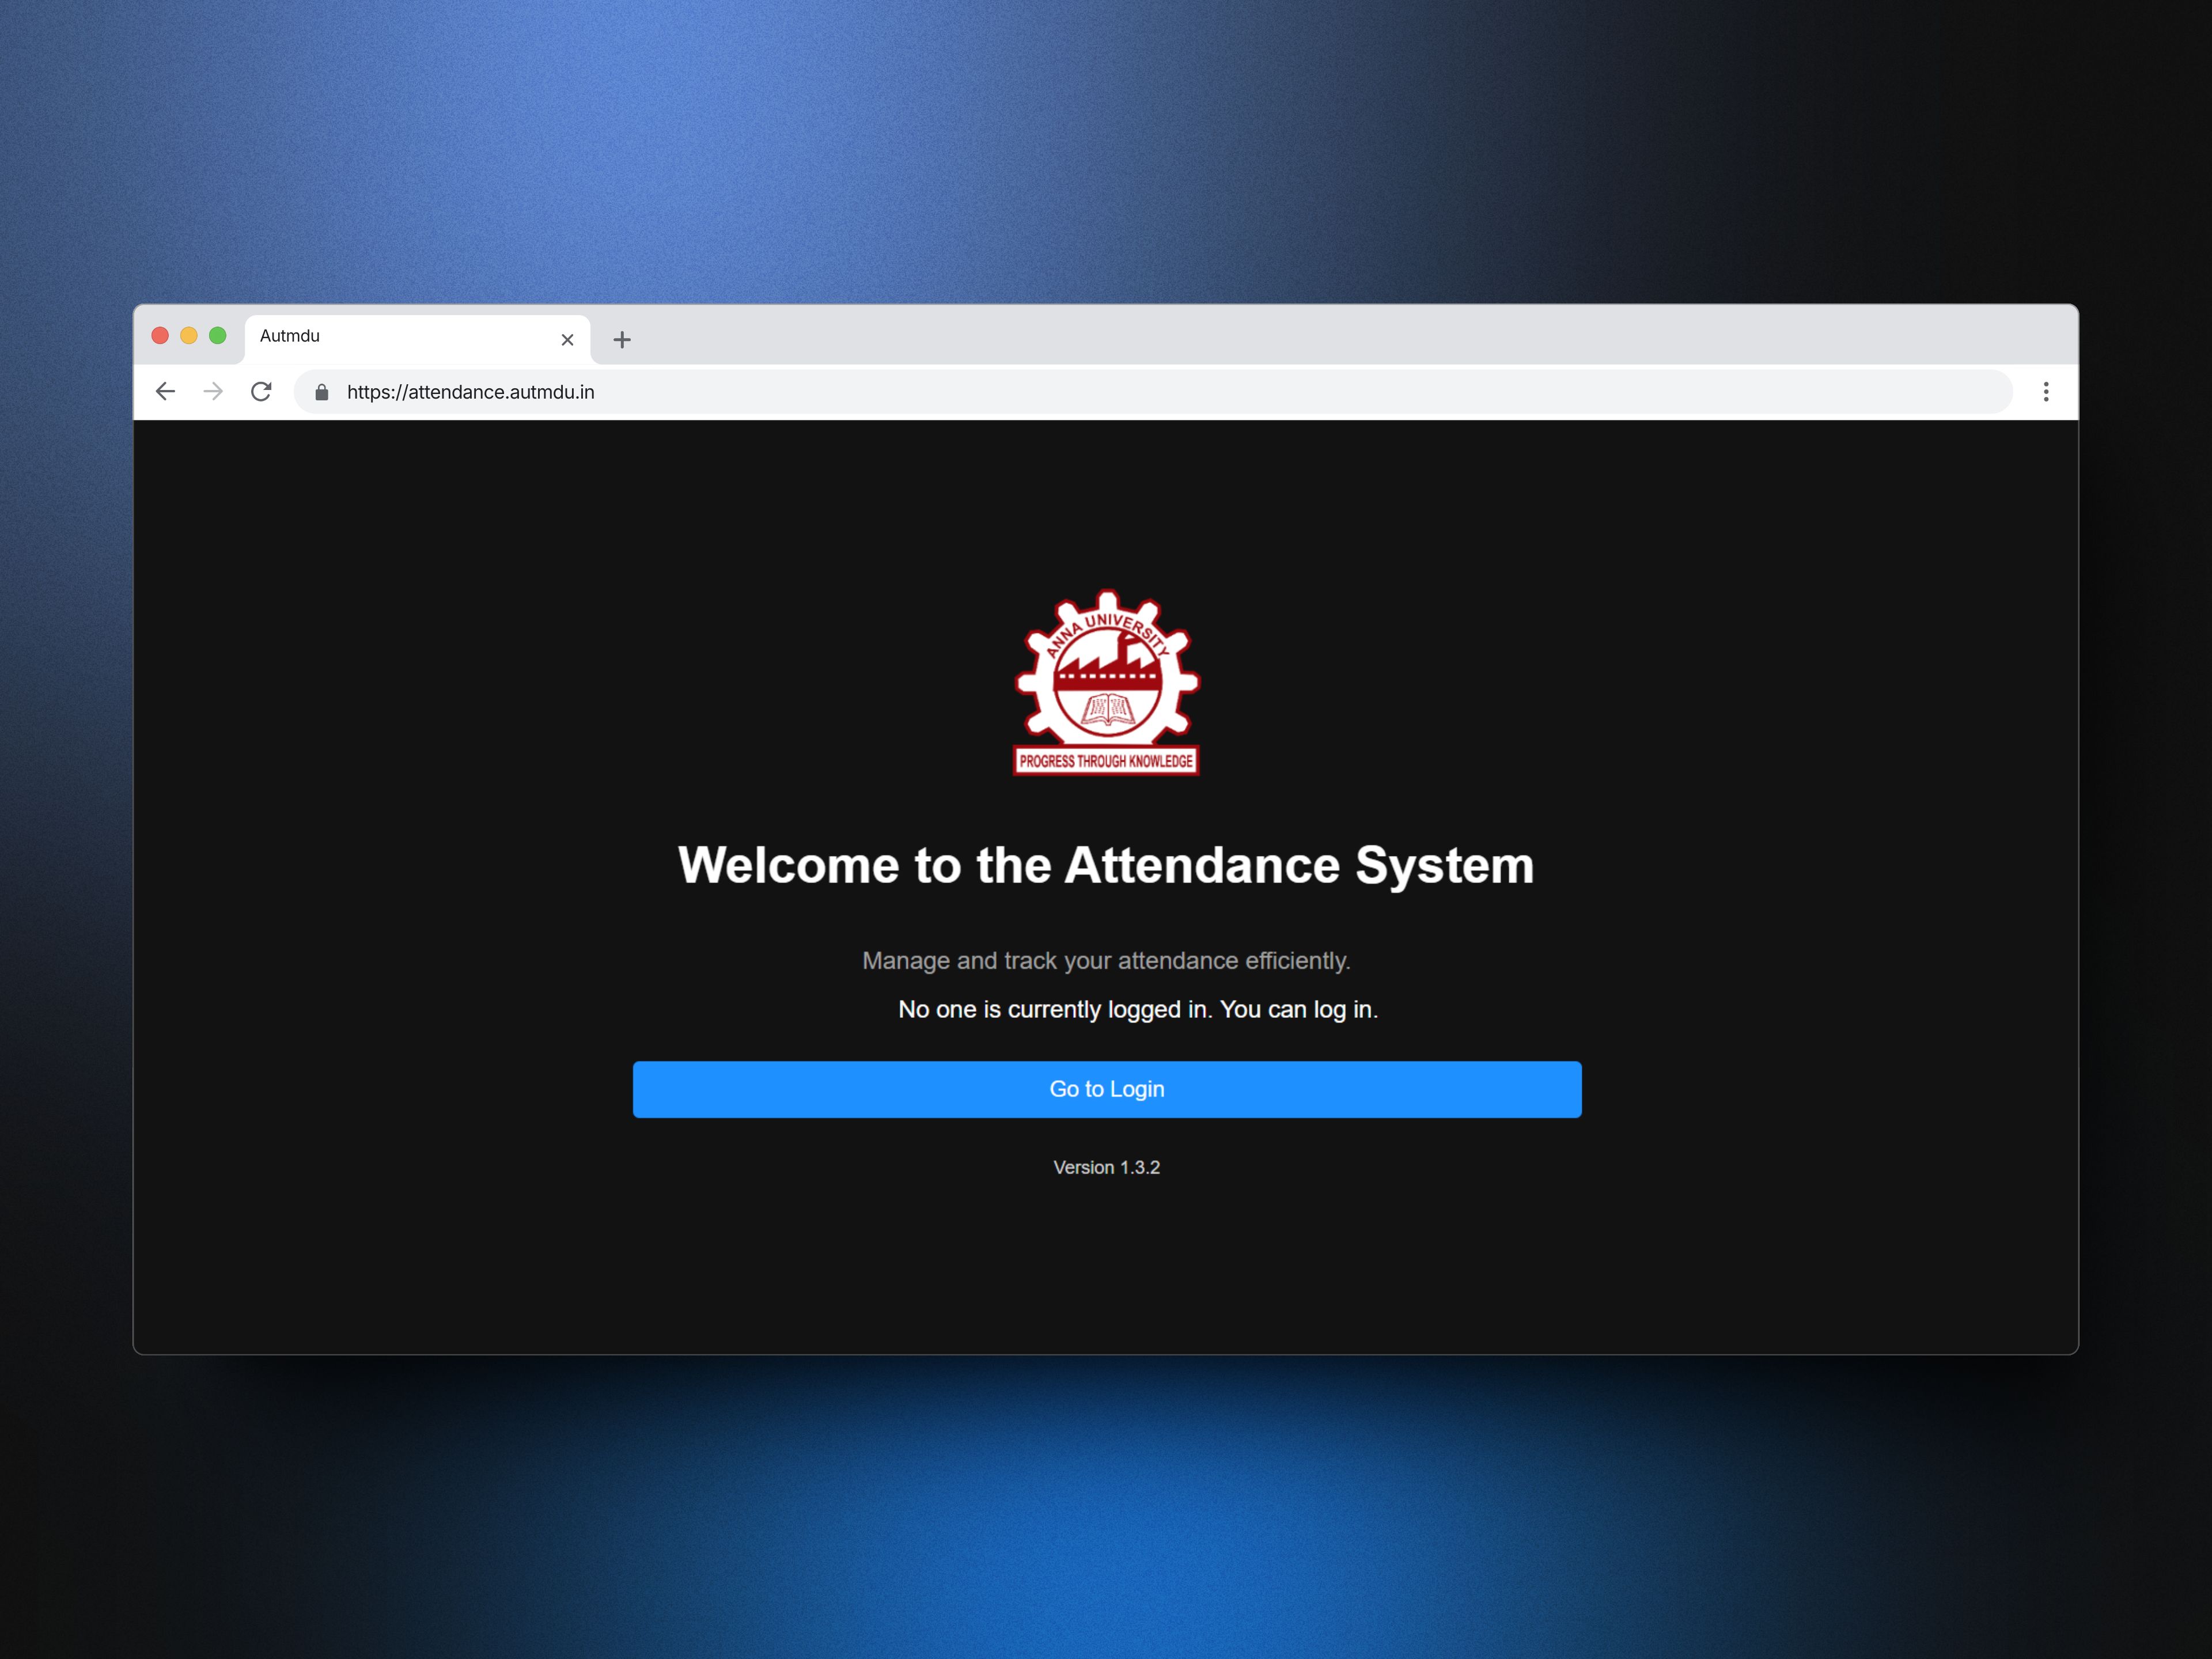 Autmdu
https://attendance.autmdu.in
ANNA UNIVERSITY
PROGRESS THROUGH KNOWLEDGE
Welcome to the Attendance System
Manage and track your attendance efficiently.
No one is currently logged in. You can log in.
Go to Login
Version 1.3.2